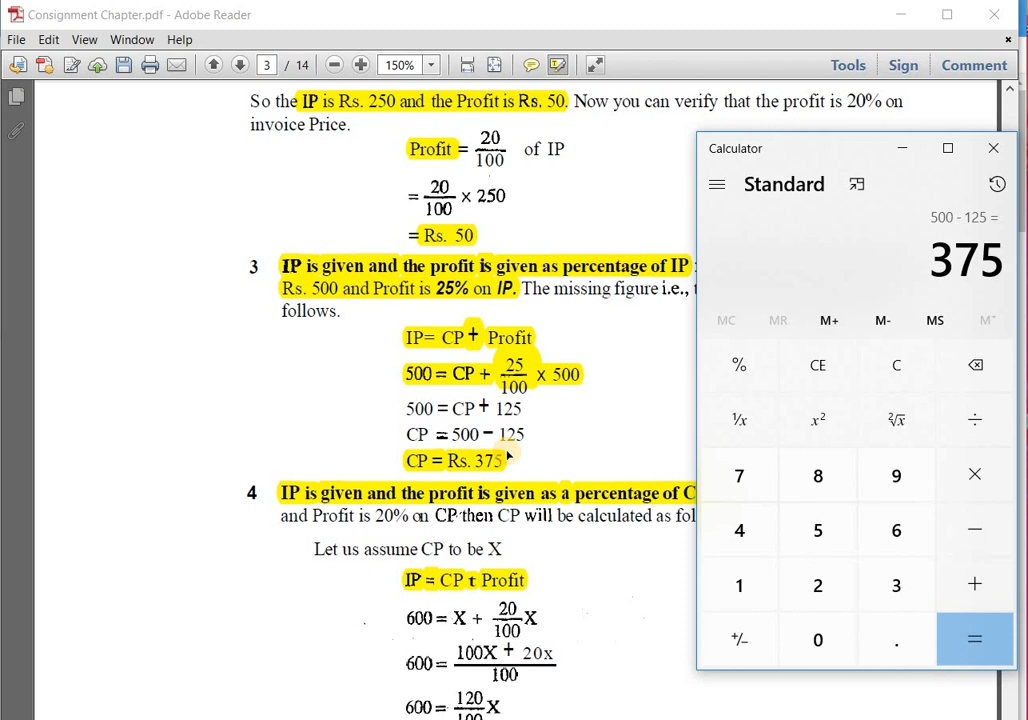 Consignment Chapter.pdf - Adobe Reader
File Edit View Window Help
3 / 14 150% Tools Sign Comment
So the IP is Rs. 250 and the Profit is Rs. 50. Now you can verify that the profit is 20% on
invoice Price.
Profit = 20/100 of IP
= 20/100 × 250
= Rs. 50
3 IP is given and the profit is given as percentage of IP
Rs. 500 and Profit is 25% on IP. The missing figure i.e.,
follows.
IP= CP + Profit
500 = CP + 25/100 × 500
500 = CP + 125
CP = 500 - 125
CP = Rs. 375
4 IP is given and the profit is given as a percentage of C
and Profit is 20% on CP then CP will be calculated as fol
Let us assume CP to be X
IP = CP t Profit
600 = X + 20/100 X
600 = 100X + 20x/100
600 = 120/100 X
Calculator
Standard
500 - 125 =
375
MC MR M+ M- MS M˅
% CE C
¹/x x² ²√x ÷
7 8 9 ×
4 5 6 −
1 2 3 +
+/− 0 . =